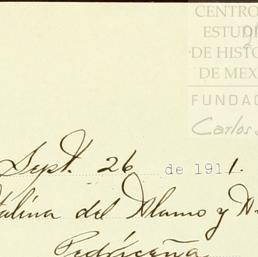 CENTRO
ESTUDI
DE HISTO
DE MEX
FUNDAC
Carlos
Sept. 26 de 1911.
talina del Alamo y A
Pedriceña